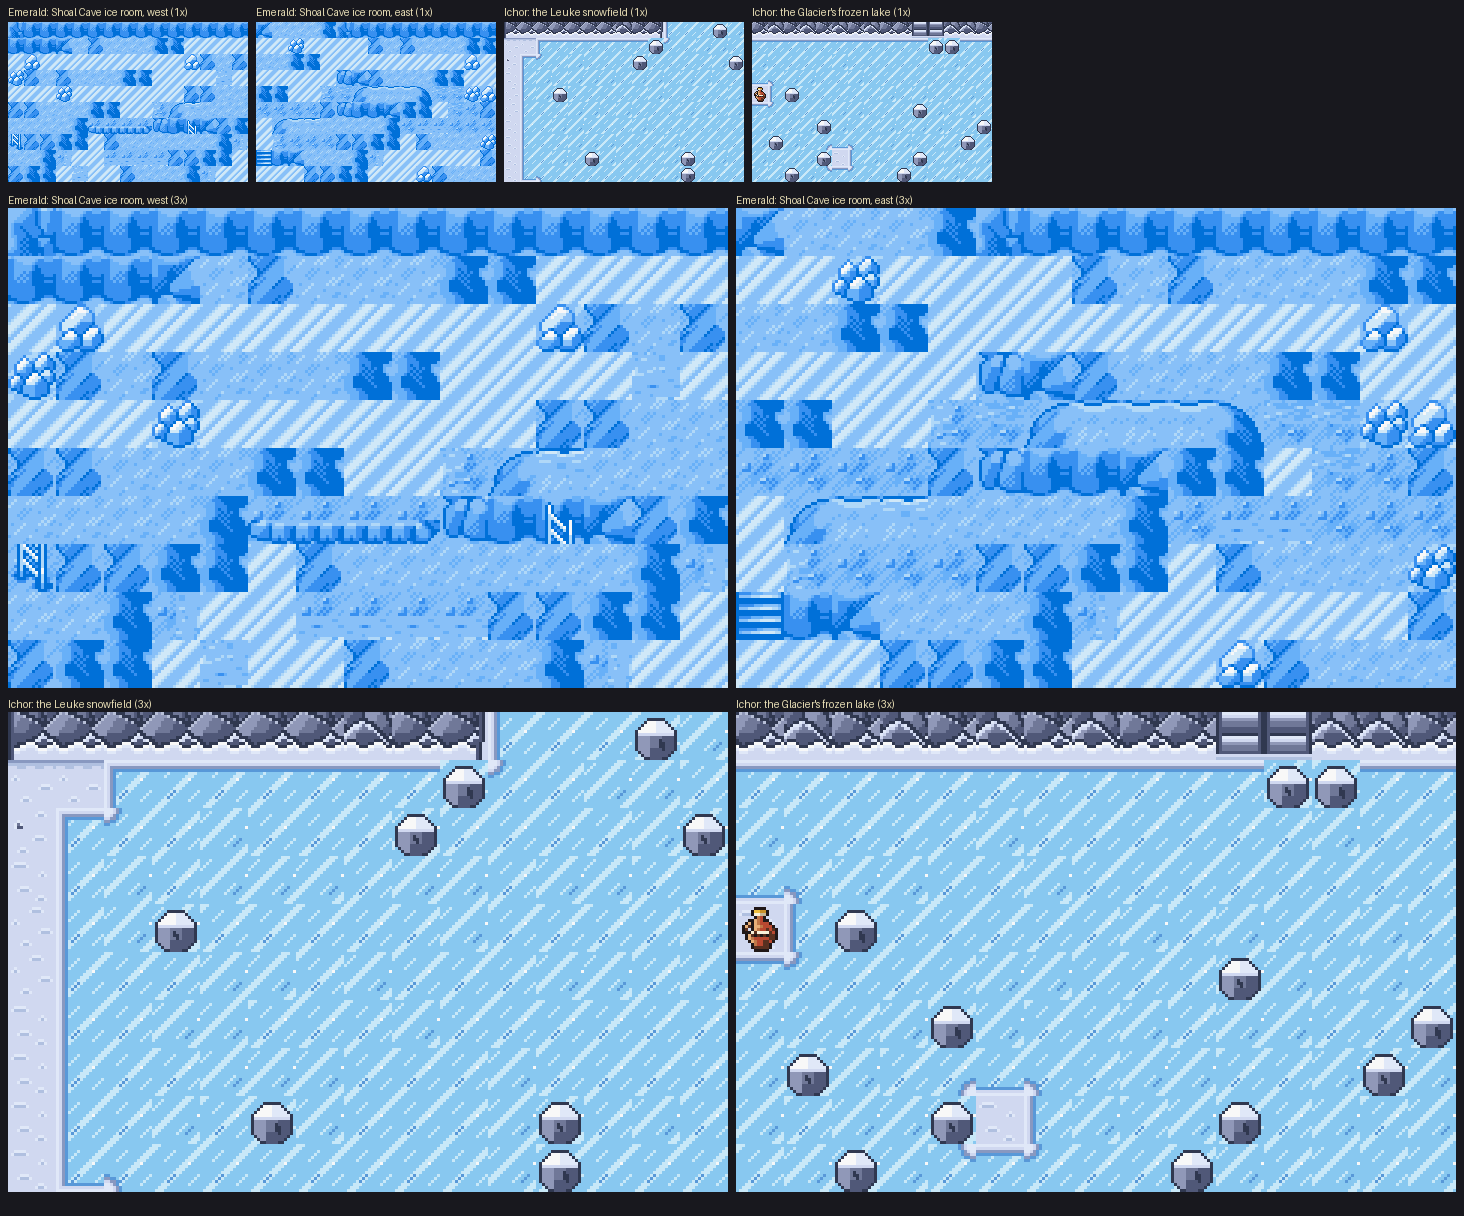 Emerald: Shoal Cave ice room, west (1x)
Emerald: Shoal Cave ice room, east (1x)
Ichor: the Leuke snowfield (1x)
Ichor: the Glacier's frozen lake (1x)
Emerald: Shoal Cave ice room, west (3x)
Emerald: Shoal Cave ice room, east (3x)
Ichor: the Leuke snowfield (3x)
Ichor: the Glacier's frozen lake (3x)